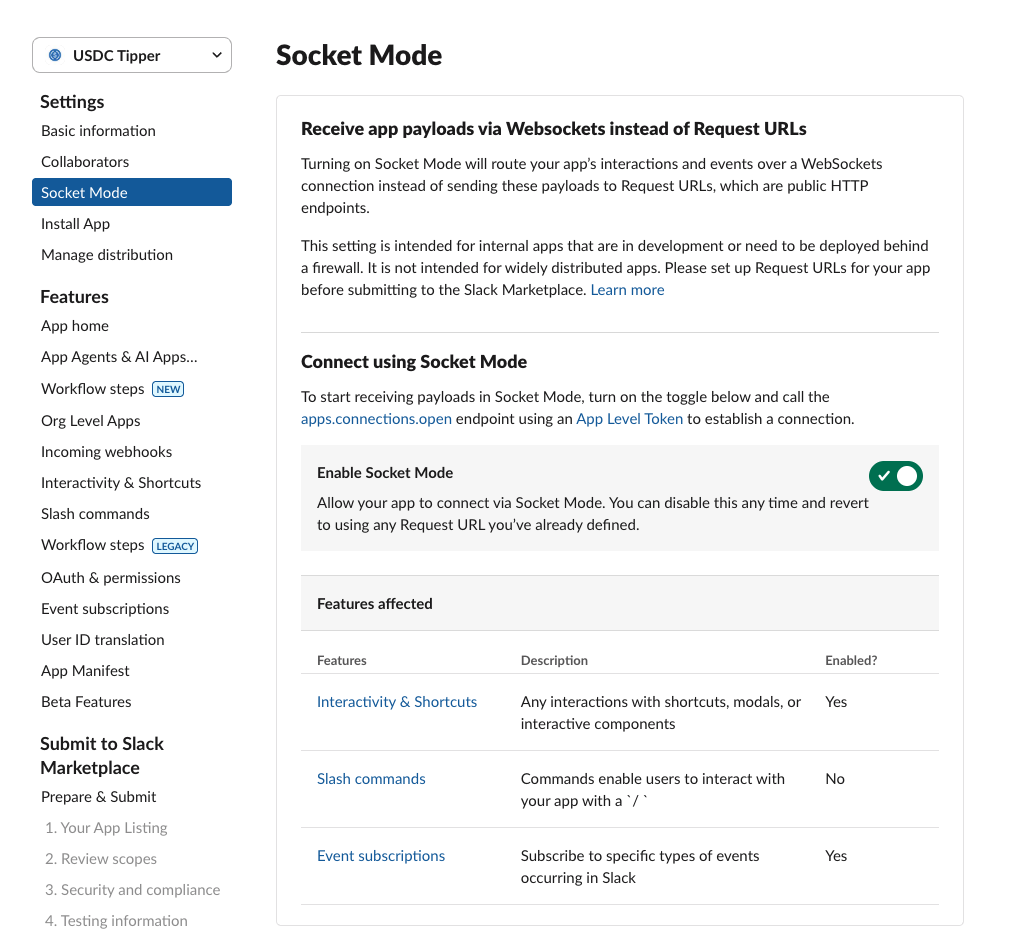 USDC Tipper
Settings
Basic information
Collaborators
Socket Mode
Install App
Manage distribution
Features
App home
App Agents & AI Apps...
Workflow steps NEW
Org Level Apps
Incoming webhooks
Interactivity & Shortcuts
Slash commands
Workflow steps LEGACY
OAuth & permissions
Event subscriptions
User ID translation
App Manifest
Beta Features
Submit to Slack
Marketplace
Prepare & Submit
1. Your App Listing
2. Review scopes
3. Security and compliance
4. Testing information
Socket Mode
Receive app payloads via Websockets instead of Request URLs
Turning on Socket Mode will route your app's interactions and events over a WebSockets
connection instead of sending these payloads to Request URLs, which are public HTTP
endpoints.
This setting is intended for internal apps that are in development or need to be deployed behind
a firewall. It is not intended for widely distributed apps. Please set up Request URLs for your app
before submitting to the Slack Marketplace. Learn more
Connect using Socket Mode
To start receiving payloads in Socket Mode, turn on the toggle below and call the
apps.connections.open endpoint using an App Level Token to establish a connection.
Enable Socket Mode
Allow your app to connect via Socket Mode. You can disable this any time and revert
to using any Request URL you've already defined.
Features affected
Features Description Enabled?
Interactivity & Shortcuts Any interactions with shortcuts, modals, or Yes
interactive components
Slash commands Commands enable users to interact with No
your app with a `/ `
Event subscriptions Subscribe to specific types of events Yes
occurring in Slack